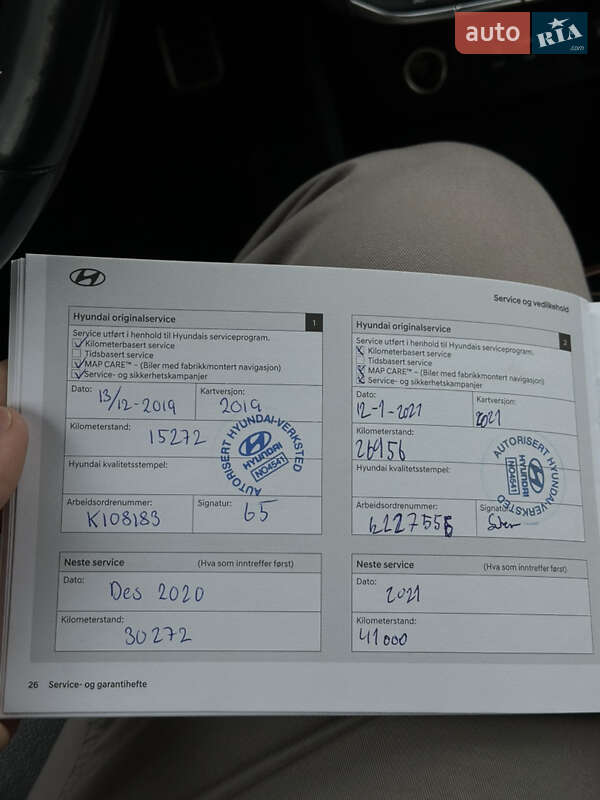 auto RIA .com
Service og vedlikehold
Hyundai originalservice 1
Service utført i henhold til Hyundais serviceprogram.
Kilometerbasert service
Tidsbasert service
MAP CARE™ – (Biler med fabrikkmontert navigasjon)
Service- og sikkerhetskampanjer
Dato: 13/12-2019
Kartversjon: 2019
Kilometerstand: 15272
Hyundai kvalitetsstempel:
AUTORISERT HYUNDAI-VERKSTED
HYUNDAI
NO4541
Arbeidsordrenummer: K108183
Signatur: 65
Neste service (Hva som inntreffer først)
Dato: Des 2020
Kilometerstand: 30272
Hyundai originalservice 2
Service utført i henhold til Hyundais serviceprogram.
Kilometerbasert service
Tidsbasert service
MAP CARE™ – (Biler med fabrikkmontert navigasjon)
Service- og sikkerhetskampanjer
Dato: 12-1-2021
Kartversjon: 2021
Kilometerstand: 26956
Hyundai kvalitetsstempel:
AUTORISERT HYUNDAI-VERKSTED
HYUNDAI
NO4541
Arbeidsordrenummer:
Signatur:
Neste service (Hva som inntreffer først)
Dato: 2021
Kilometerstand: 41000
26 Service- og garantihefte